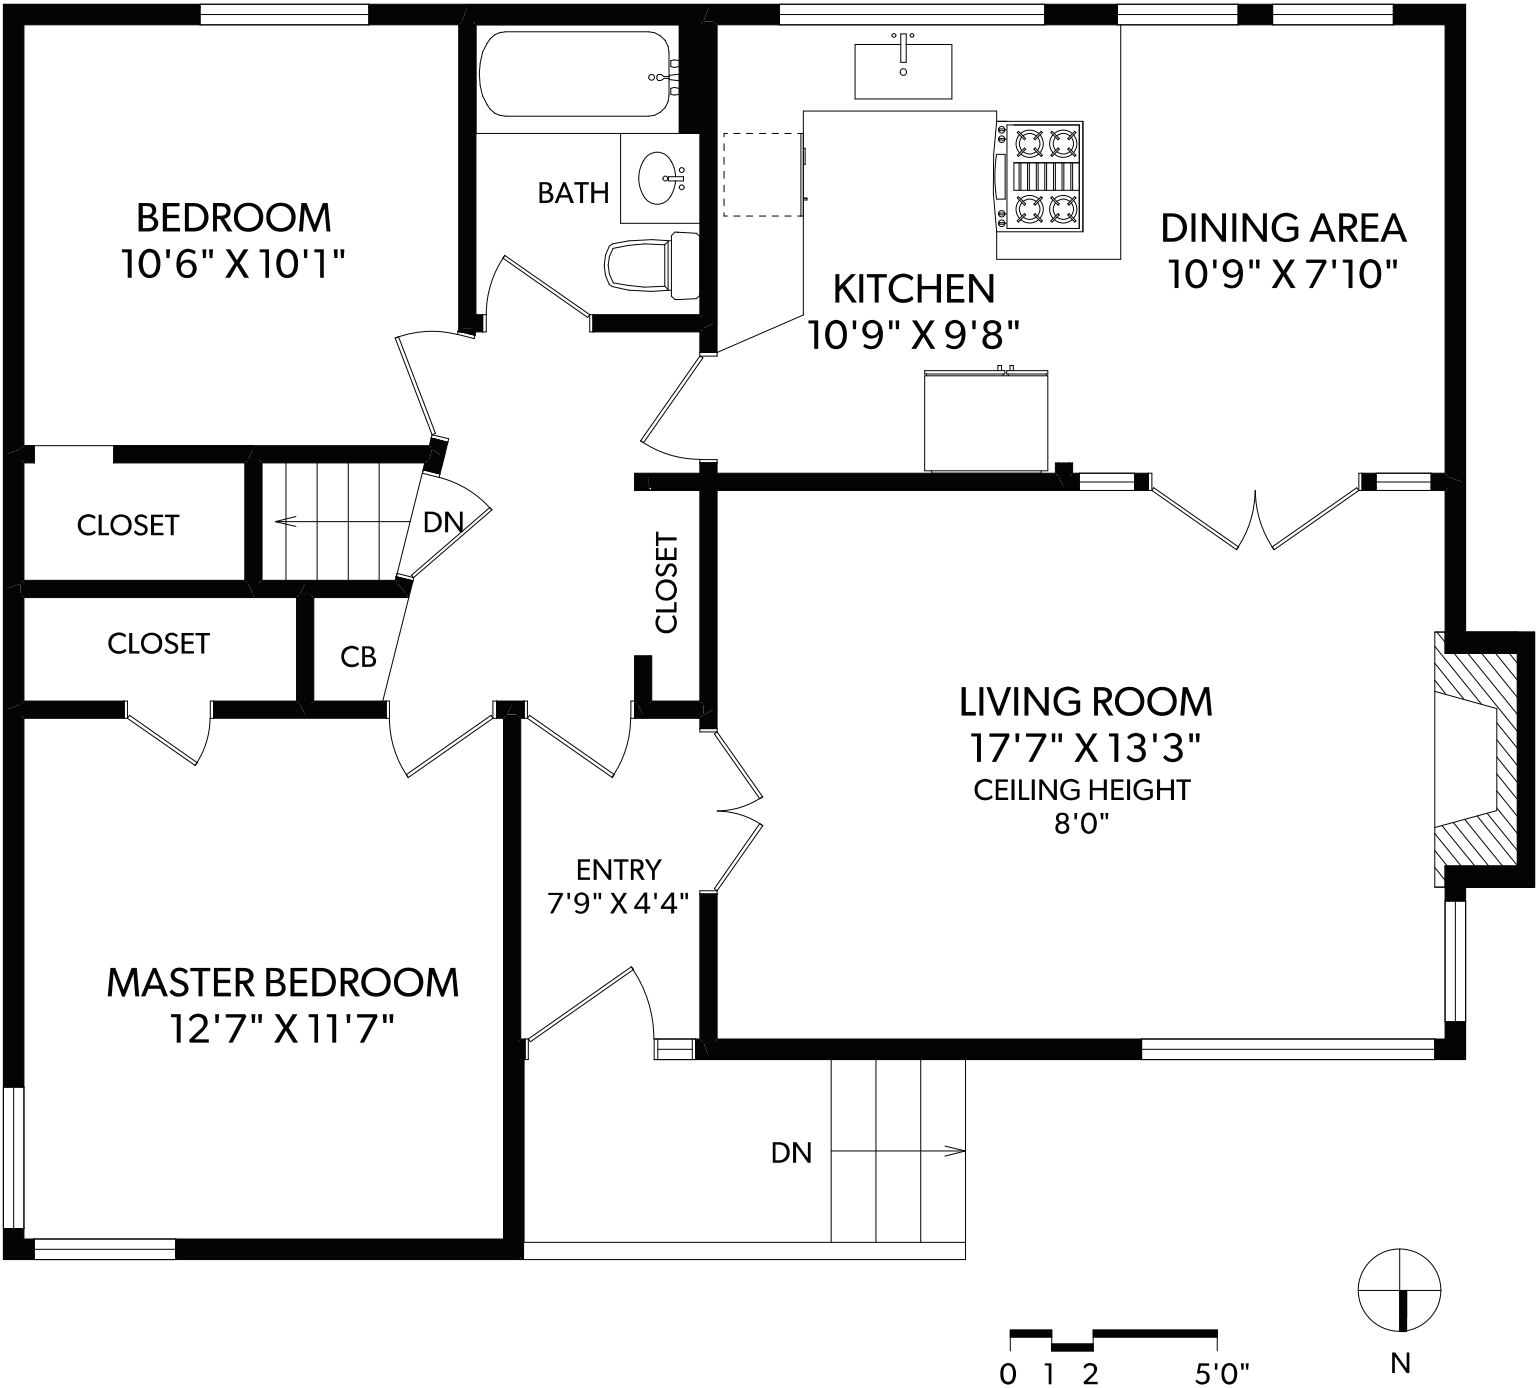 BATH
BEDROOM
10'6" X 10'1"
DINING AREA
10'9" X 7'10"
KITCHEN
10'9" X 9'8"
CLOSET
DN
CLOSET
CLOSET
CB
LIVING ROOM
17'7" X 13'3"
CEILING HEIGHT
8'0"
ENTRY
7'9" X 4'4"
MASTER BEDROOM
12'7" X 11'7"
DN
N
0 1 2 5'0"